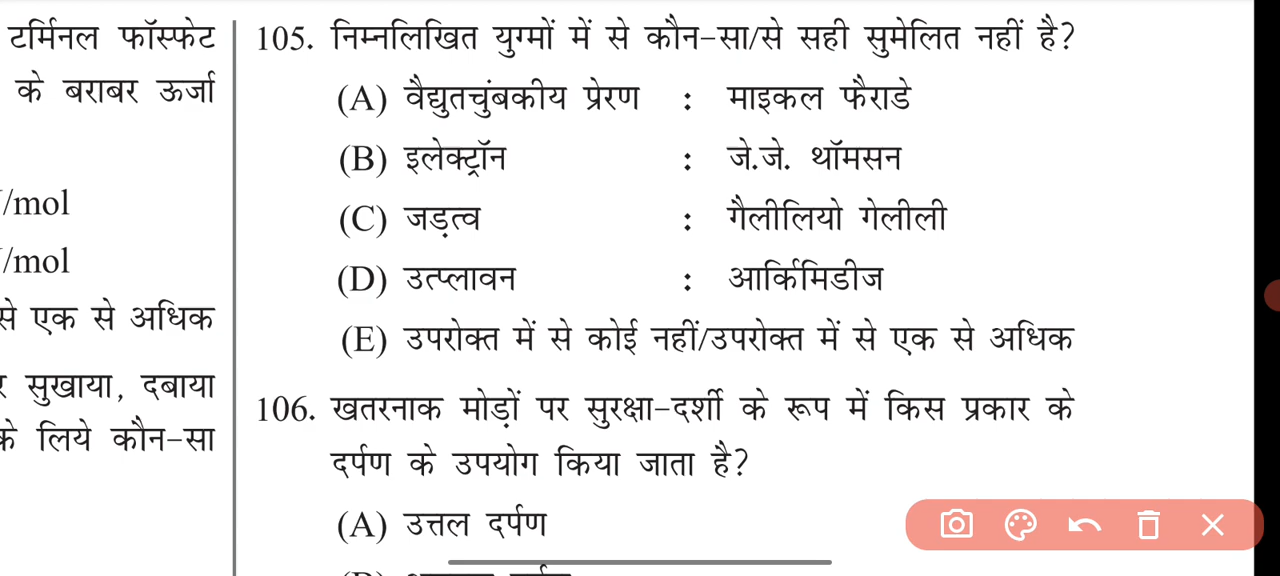 टर्मिनल फॉस्फेट
के बराबर ऊर्जा
/mol
/mol
से एक से अधिक
सुखाया, दबाया
के लिये कौन-सा
105. निम्नलिखित युग्मों में से कौन-सा/से सही सुमेलित नहीं है?
(A) वैद्युतचुंबकीय प्रेरण : माइकल फैराडे
(B) इलेक्ट्रॉन : जे.जे. थॉमसन
(C) जड़त्व : गैलीलियो गेलीली
(D) उत्प्लावन : आर्किमिडीज
(E) उपरोक्त में से कोई नहीं/उपरोक्त में से एक से अधिक
106. खतरनाक मोड़ों पर सुरक्षा-दर्शी के रूप में किस प्रकार के
दर्पण के उपयोग किया जाता है?
(A) उत्तल दर्पण